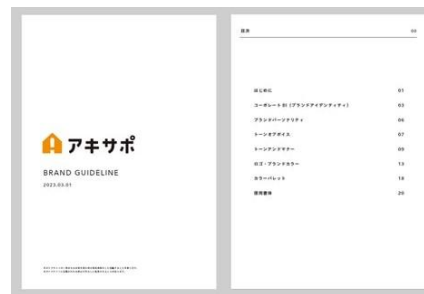 アキサポ
BRAND GUIDELINE
2023.03.01
目次
00
はじめに 01
コーポレートBI（ブランドアイデンティティ） 03
ブランドパーソナリティ 06
トーンオブボイス 07
トーンアンドマナー 09
ロゴ・ブランドカラー 13
カラーパレット 18
使用書体 20